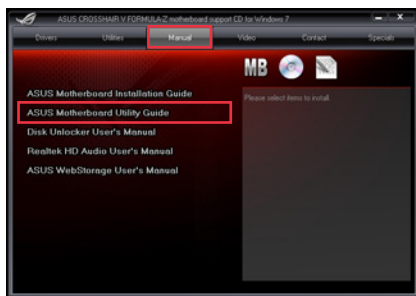 ASUS CROSSHAIR V FORMULA-Z motherboard support CD for Windows 7
Drivers Utilities Manual Video Contact Specials
MB
ASUS Motherboard Installation Guide
Please select items to install.
ASUS Motherboard Utility Guide
Disk Unlocker User's Manual
Realtek HD Audio User's Manual
ASUS WebStorage User's Manual